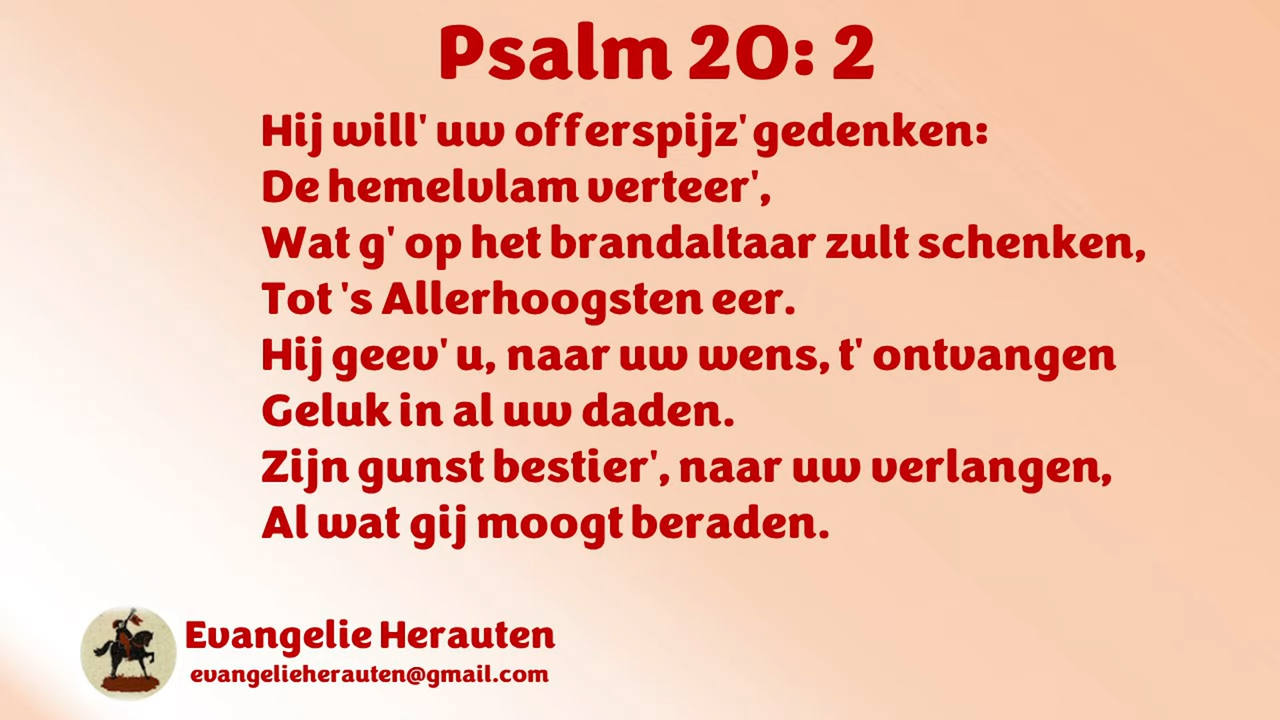 Psalm 20: 2
Hij will' uw offerspijz' gedenken:
De hemelvlam verteer',
Wat g' op het brandaltaar zult schenken,
Tot 's Allerhoogsten eer.
Hij geev' u, naar uw wens, t' ontvangen
Geluk in al uw daden.
Zijn gunst bestier', naar uw verlangen,
Al wat gij moogt beraden.
Evangelie Herauten
evangelieherauten@gmail.com